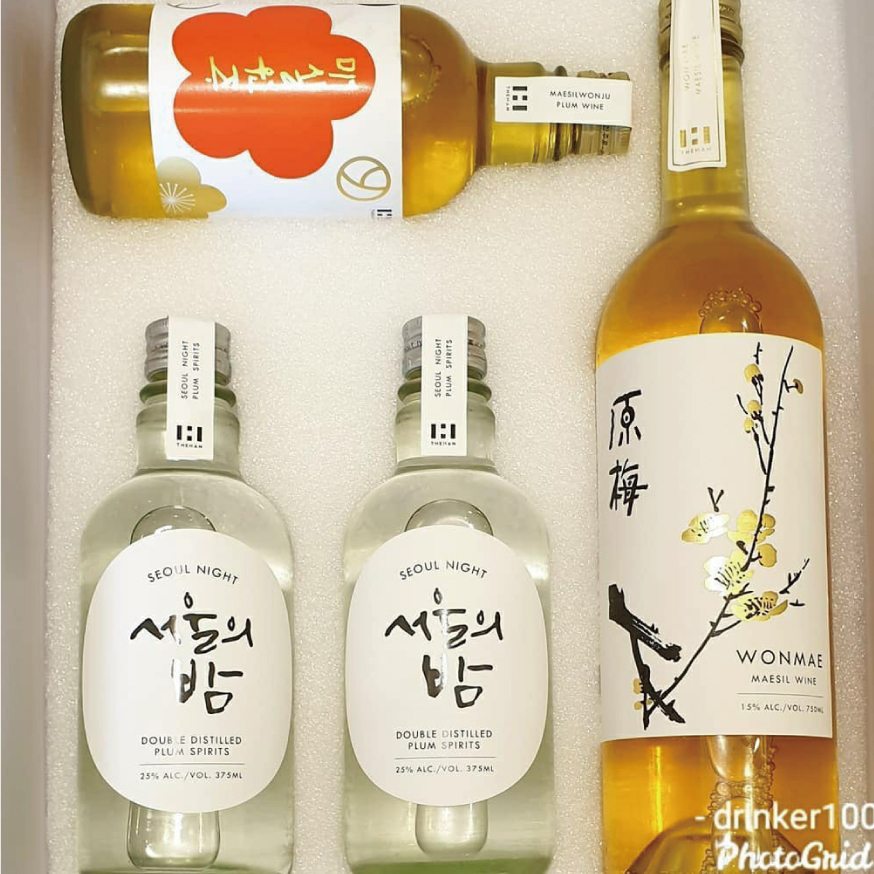 매실원주
MAESILWONJU
PLUM WINE
THEHAN
WONMAE
MAESIL WINE
THEHAN
SEOUL NIGHT
PLUM SPIRITS
THEHAN
SEOUL NIGHT
서울의
밤
DOUBLE DISTILLED
PLUM SPIRITS
25% ALC./VOL. 375ML
SEOUL NIGHT
PLUM SPIRITS
THEHAN
SEOUL NIGHT
서울의
밤
DOUBLE DISTILLED
PLUM SPIRITS
25% ALC./VOL. 375ML
原梅
WONMAE
MAESIL WINE
15% ALC./VOL. 750ML
- drinker100
PhotoGrid